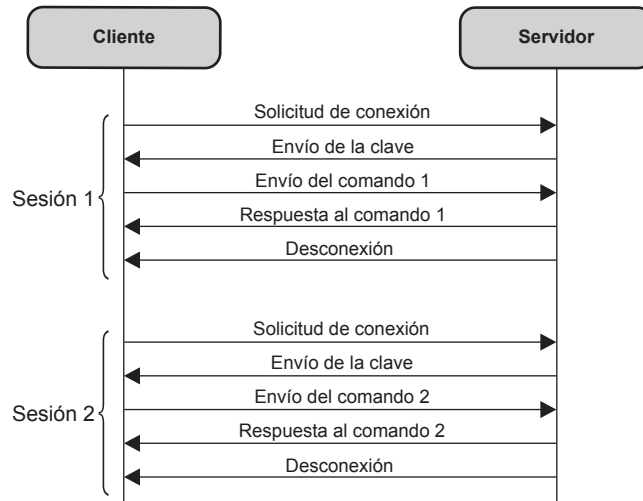 Cliente
Servidor
Solicitud de conexión
Envío de la clave
Envío del comando 1
Sesión 1
Respuesta al comando 1
Desconexión
Solicitud de conexión
Envío de la clave
Envío del comando 2
Sesión 2
Respuesta al comando 2
Desconexión